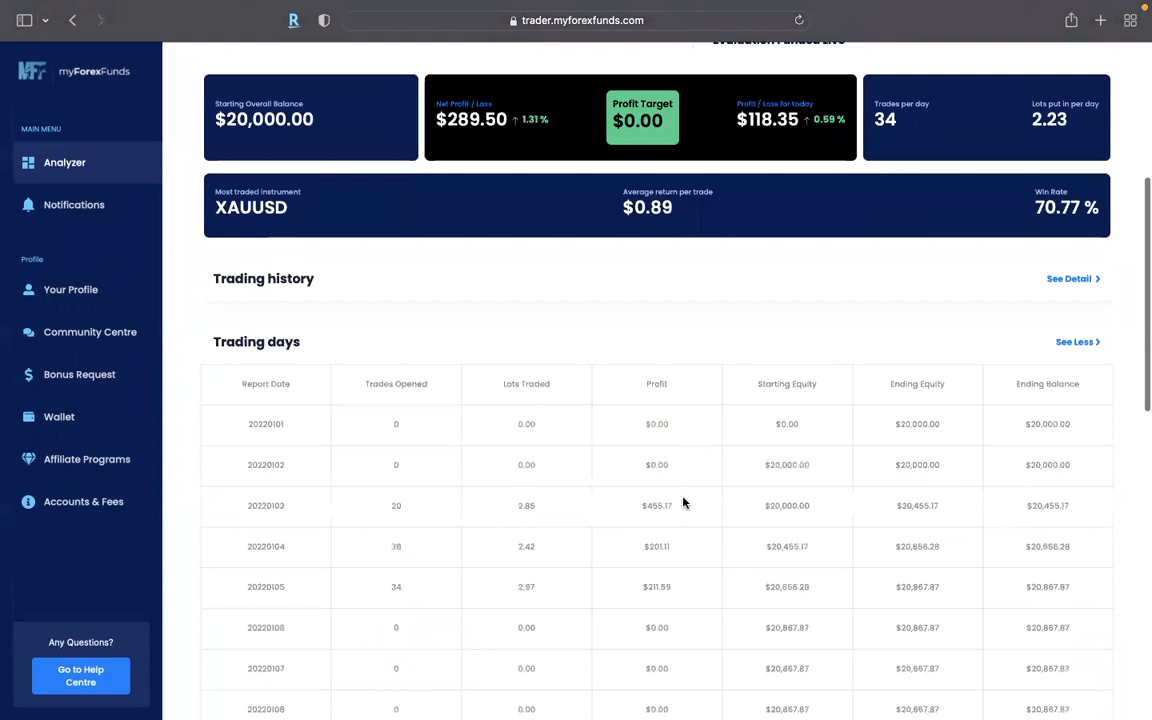 trader.myforexfunds.com
myForexFunds
MAIN MENU
Analyzer
Notifications
Profile
Your Profile
Community Centre
Bonus Request
Wallet
Affiliate Programs
Accounts & Fees
Any Questions?
Go to Help
Centre
Evaluation Funded Live
Starting Overall Balance
$20,000.00
Net Profit / Loss
$289.50 ↑ 1.31 %
Profit Target
$0.00
Profit / Loss for today
$118.35 ↑ 0.59 %
Trades per day
34
Lots put in per day
2.23
Most traded instrument
XAUUSD
Average return per trade
$0.89
Win Rate
70.77 %
Trading history
See Detail >
Trading days
See Less >
Report Date Trades Opened Lots Traded Profit Starting Equity Ending Equity Ending Balance
20220101 0 0.00 $0.00 $0.00 $20,000.00 $20,000.00
20220102 0 0.00 $0.00 $20,000.00 $20,000.00 $20,000.00
20220103 20 $455.17 $20,000.00 $20,455.17 $20,455.17
20220104 2.42 $201.11 $20,455.17 $20,656.28 $20,656.28
20220105 34 2.97 $211.59 $20,656.28 $20,867.87 $20,867.87
0 0.00 $0.00 $20,867.87 $20,867.87 $20,867.87
20220107 0 0.00 $0.00 $20,867.87 $20,867.87 $20,867.87
20220108 0 0.00 $0.00 $20,867.87 $20,867.87 $20,867.87